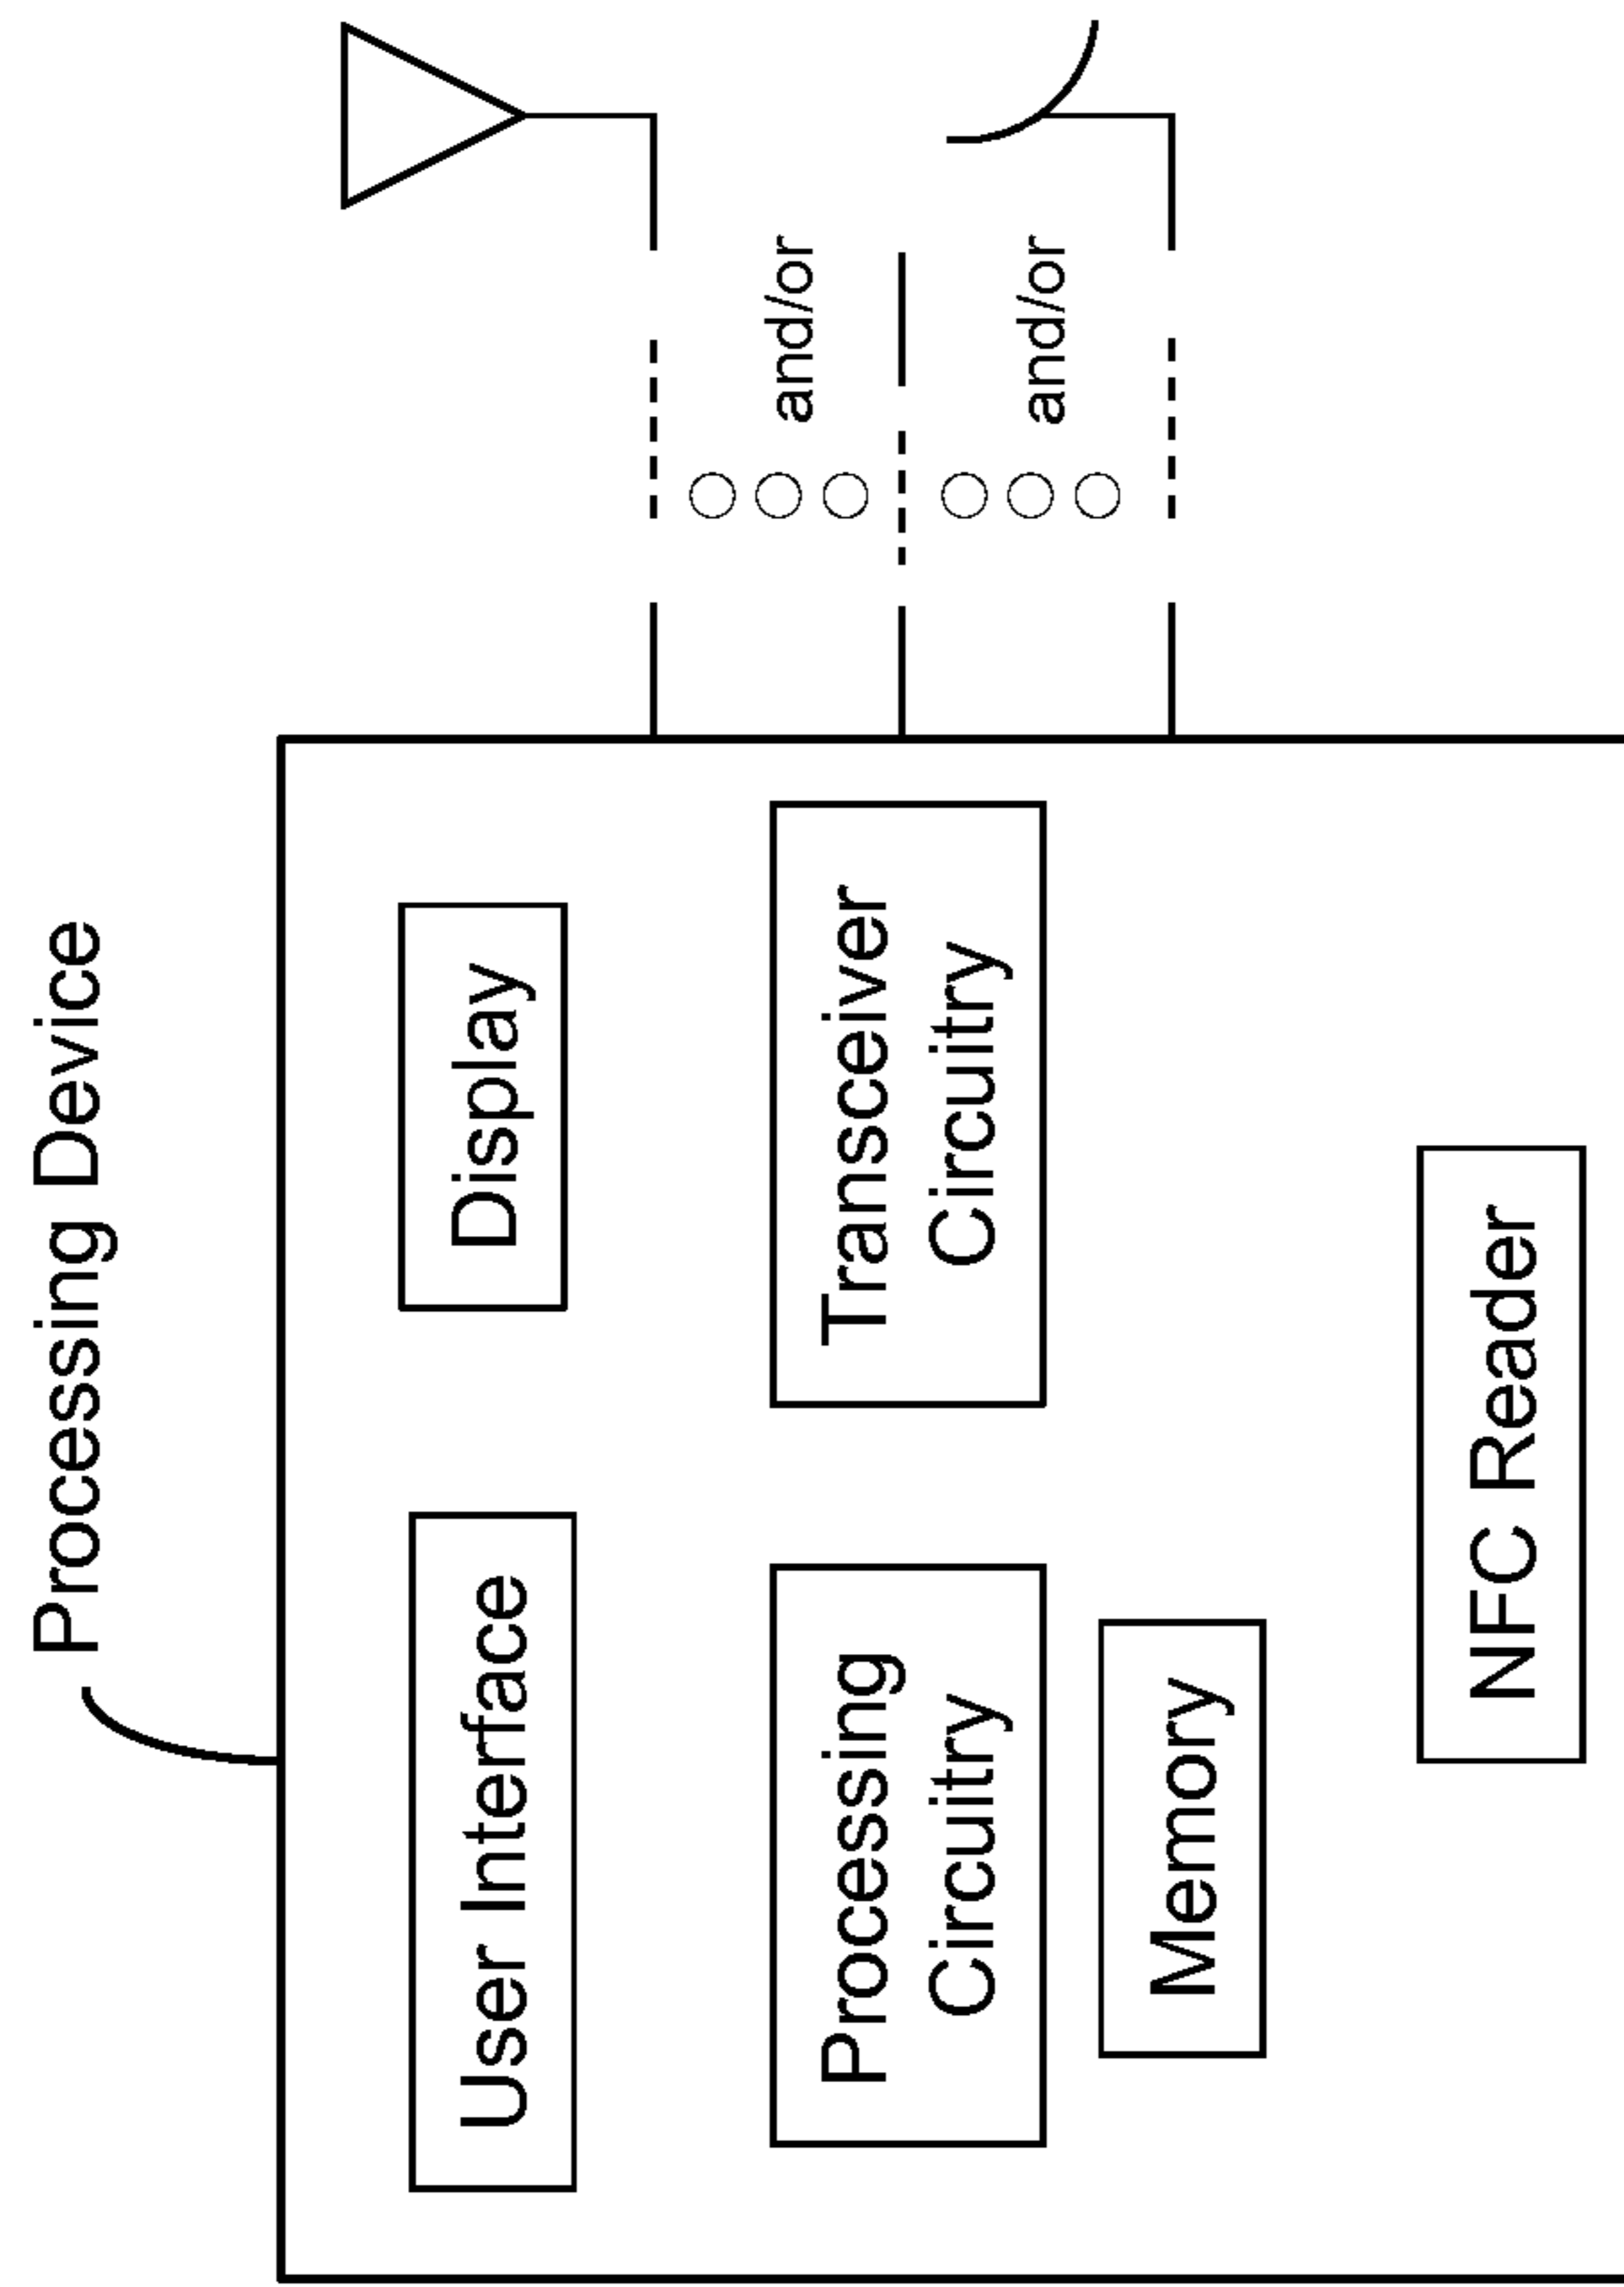 Processing Device
User Interface
Display
Processing
Circuitry
Transceiver
Circuitry
Memory
NFC Reader
and/or
and/or